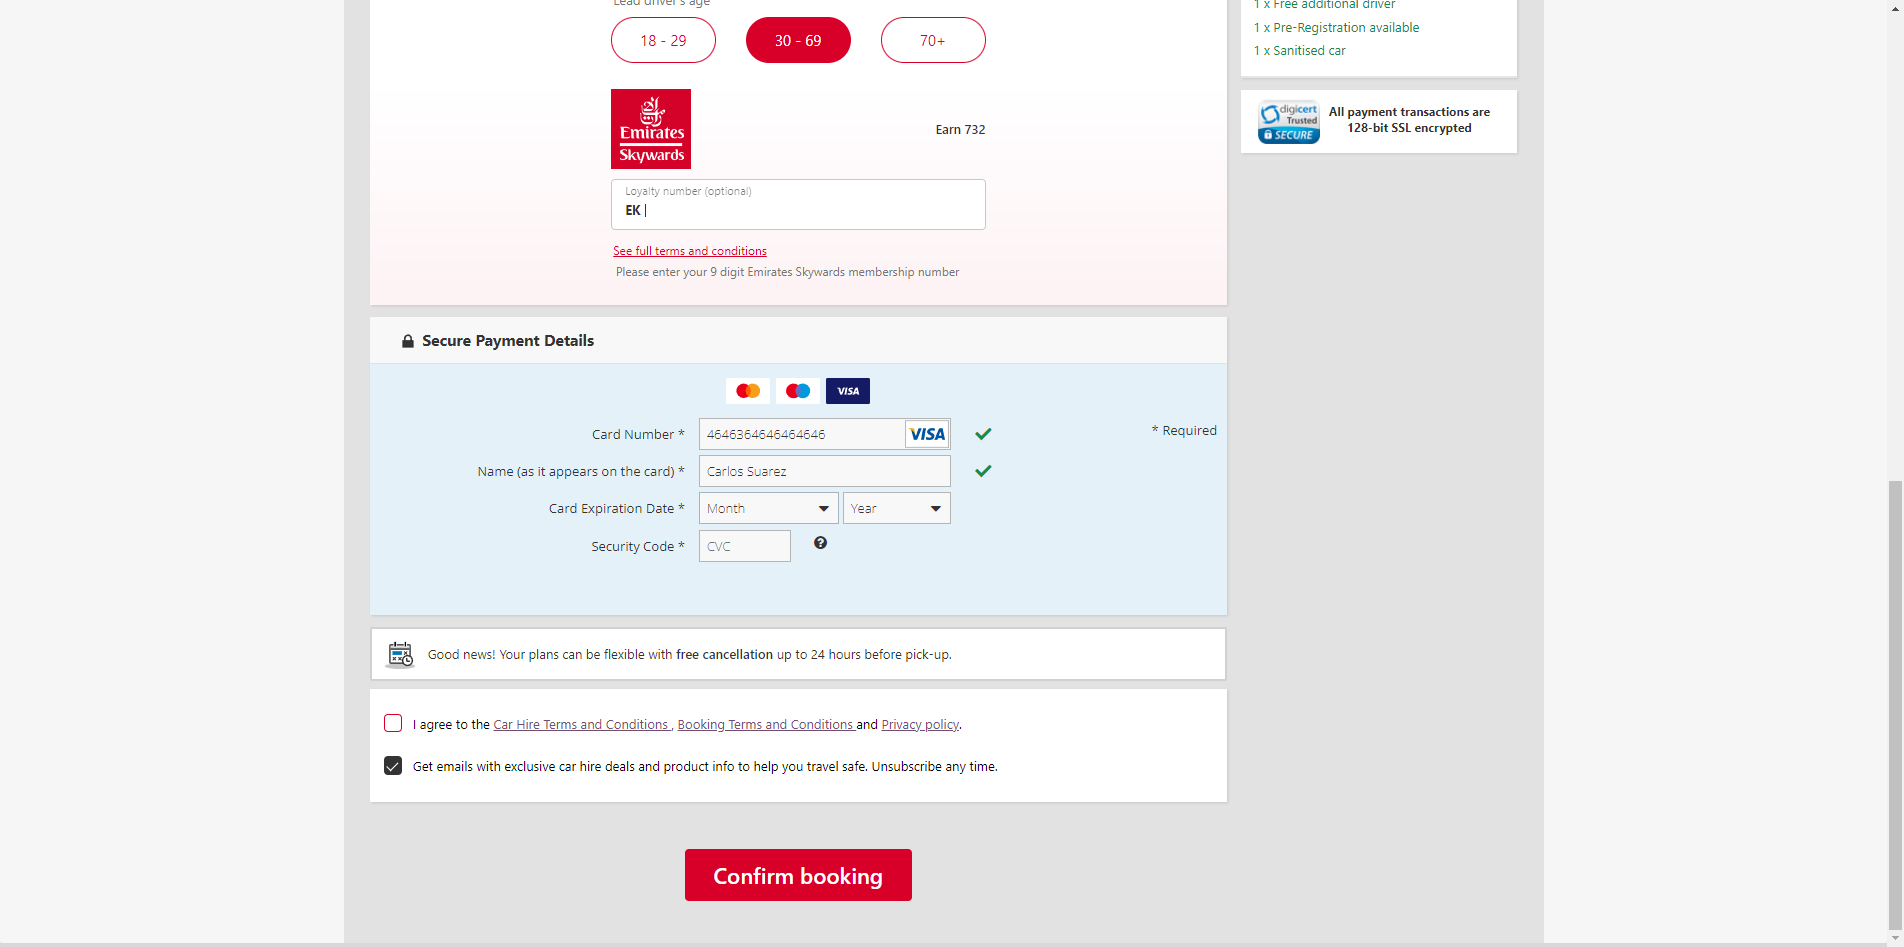 Lead driver's age
18 - 29
30 - 69
70+
Emirates
Skywards
Earn 732
Loyalty number (optional)
EK
See full terms and conditions
Please enter your 9 digit Emirates Skywards membership number
Secure Payment Details
VISA
Card Number *
4646364646464646
VISA
* Required
Name (as it appears on the card) *
Carlos Suarez
Card Expiration Date *
Month
Year
Security Code *
CVC
Good news! Your plans can be flexible with free cancellation up to 24 hours before pick-up.
I agree to the Car Hire Terms and Conditions , Booking Terms and Conditions and Privacy policy.
Get emails with exclusive car hire deals and product info to help you travel safe. Unsubscribe any time.
Confirm booking
1 x Free additional driver
1 x Pre-Registration available
1 x Sanitised car
digicert
Trusted
SECURE
All payment transactions are
128-bit SSL encrypted